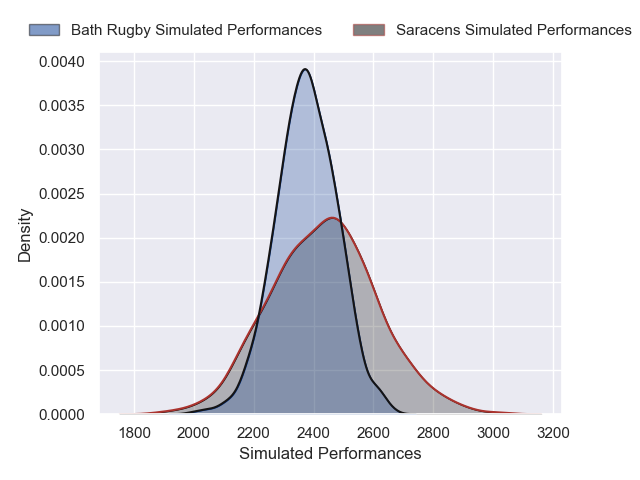 Bath Rugby Simulated Performances Saracens Simulated Performances
0.0040
0.0035
0.0030
0.0025
0.0020
0.0015
0.0010
0.0005
0.0000
Density
1800 2000 2200 2400 2600 2800 3000 3200
Simulated Performances